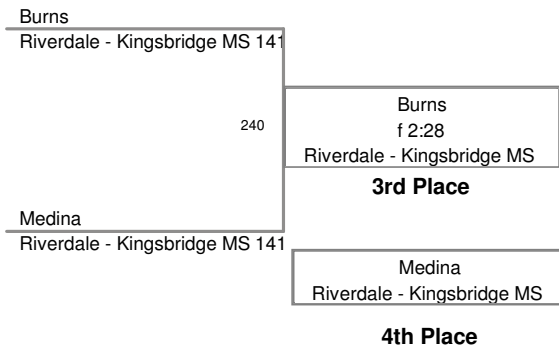 Burns
Riverdale - Kingsbridge MS 141
240
Burns
f 2:28
Riverdale - Kingsbridge MS
3rd Place
Medina
Riverdale - Kingsbridge MS 141
Medina
Riverdale - Kingsbridge MS
4th Place